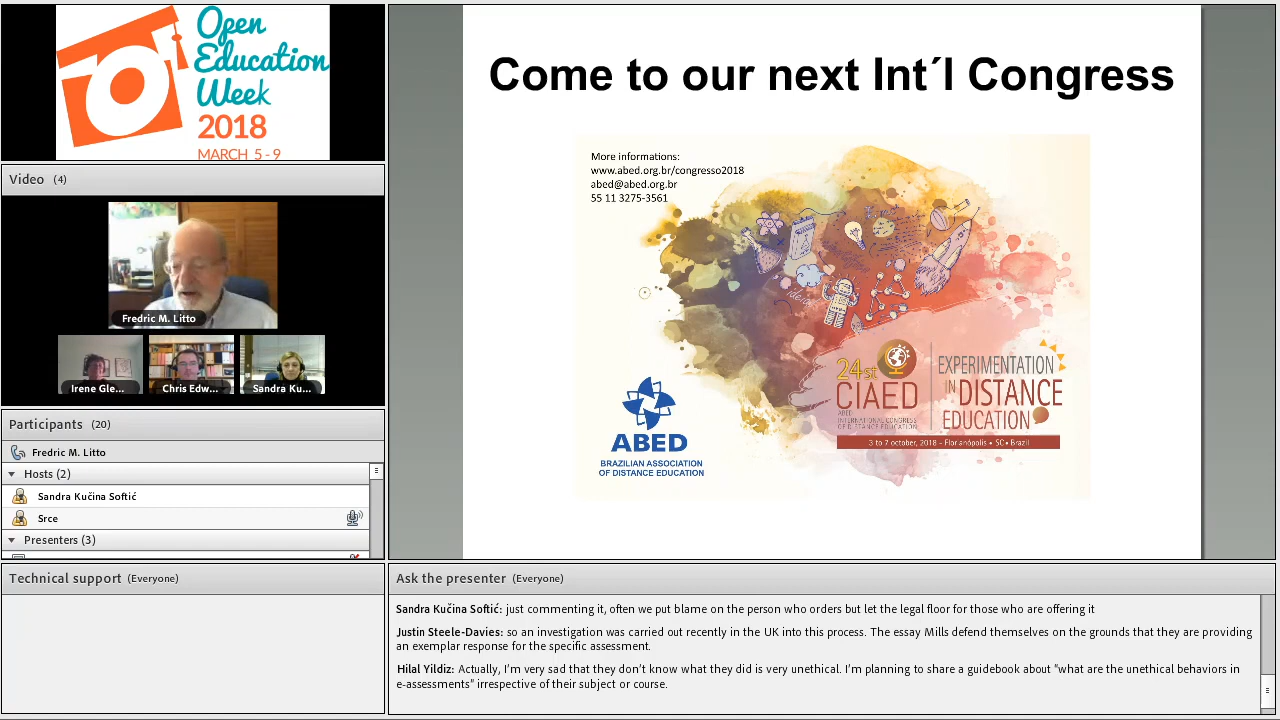 Open
Education
Week
2018
MARCH 5 - 9
Video (4)
Fredric M. Litto
Irene Gle...
Chris Edw...
Sandra Ku...
Participants (20)
Fredric M. Litto
Hosts (2)
Sandra Kučina Softić
Srce
Presenters (3)
Technical support (Everyone)
Come to our next Int´l Congress
More informations:
www.abed.org.br/congresso2018
abed@abed.org.br
55 11 3275-3561
24st
CIAED
ABED
INTERNATIONAL CONGRESS
OF DISTANCE EDUCATION
EXPERIMENTATION
IN DISTANCE
EDUCATION
3 to 7 october, 2018 - Florianópolis • SC • Brazil
ABED
BRAZILIAN ASSOCIATION
OF DISTANCE EDUCATION
Ask the presenter (Everyone)
Sandra Kučina Softić: just commenting it, often we put blame on the person who orders but let the legal floor for those who are offering it
Justin Steele-Davies: so an investigation was carried out recently in the UK into this process. The essay Mills defend themselves on the grounds that they are providing
an exemplar response for the specific assessment.
Hilal Yildiz: Actually, I'm very sad that they don't know what they did is very unethical. I'm planning to share a guidebook about "what are the unethical behaviors in
e-assessments" irrespective of their subject or course.